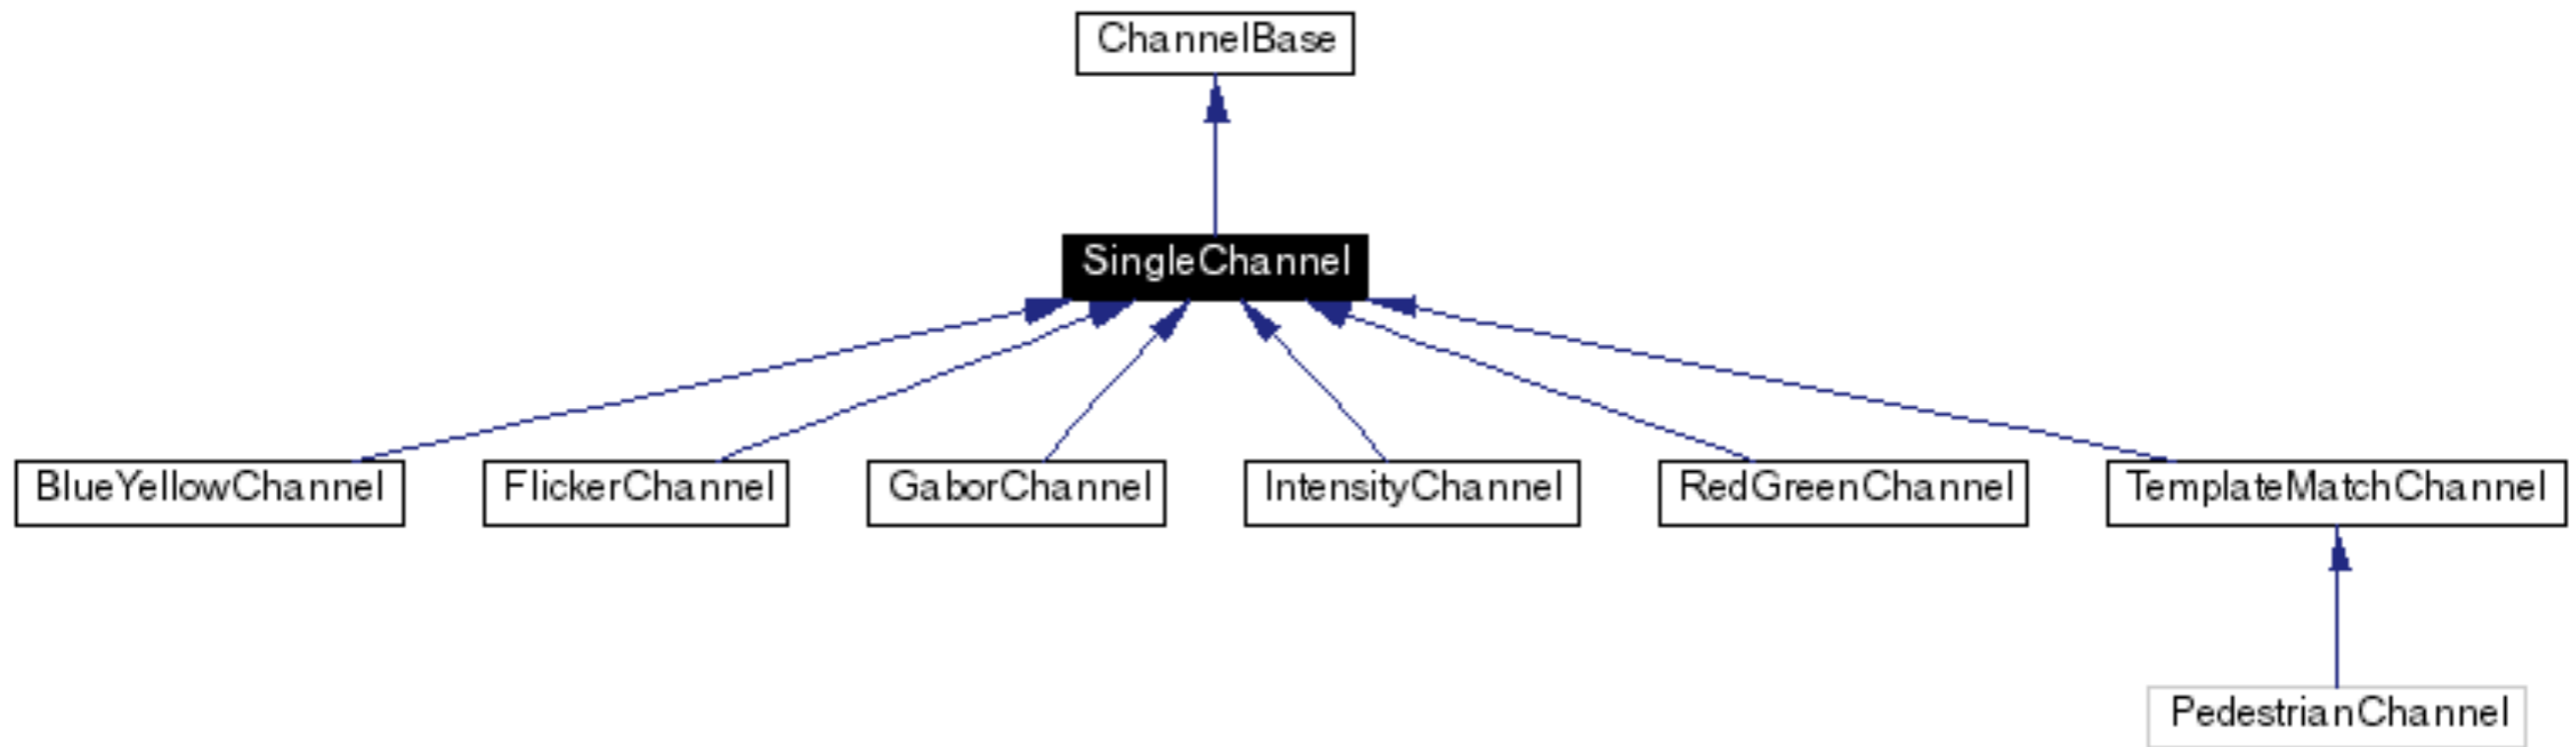 ChannelBase
SingleChannel
BlueYellowChannel
FlickerChannel
GaborChannel
IntensityChannel
RedGreenChannel
TemplateMatchChannel
PedestrianChannel